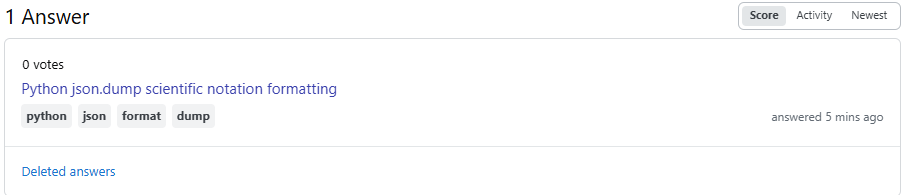 1 Answer
Score Activity Newest
0 votes
Python json.dump scientific notation formatting
python json format dump
answered 5 mins ago
Deleted answers